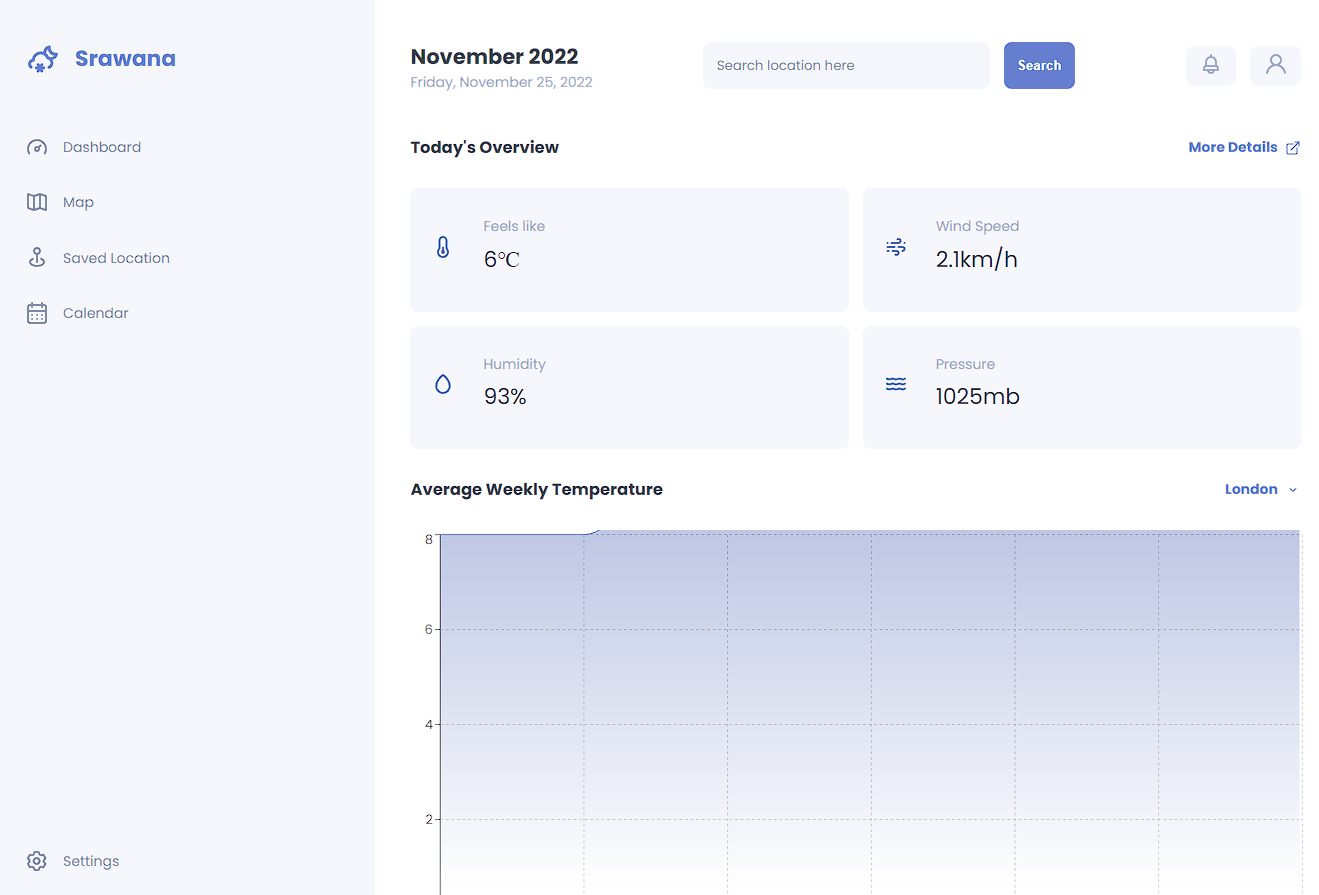 Srawana
Dashboard
Map
Saved Location
Calendar
Settings
November 2022
Friday, November 25, 2022
Search location here
Search
Today's Overview
More Details
Feels like
6°C
Wind Speed
2.1km/h
Humidity
93%
Pressure
1025mb
Average Weekly Temperature
London
8
6
4
2